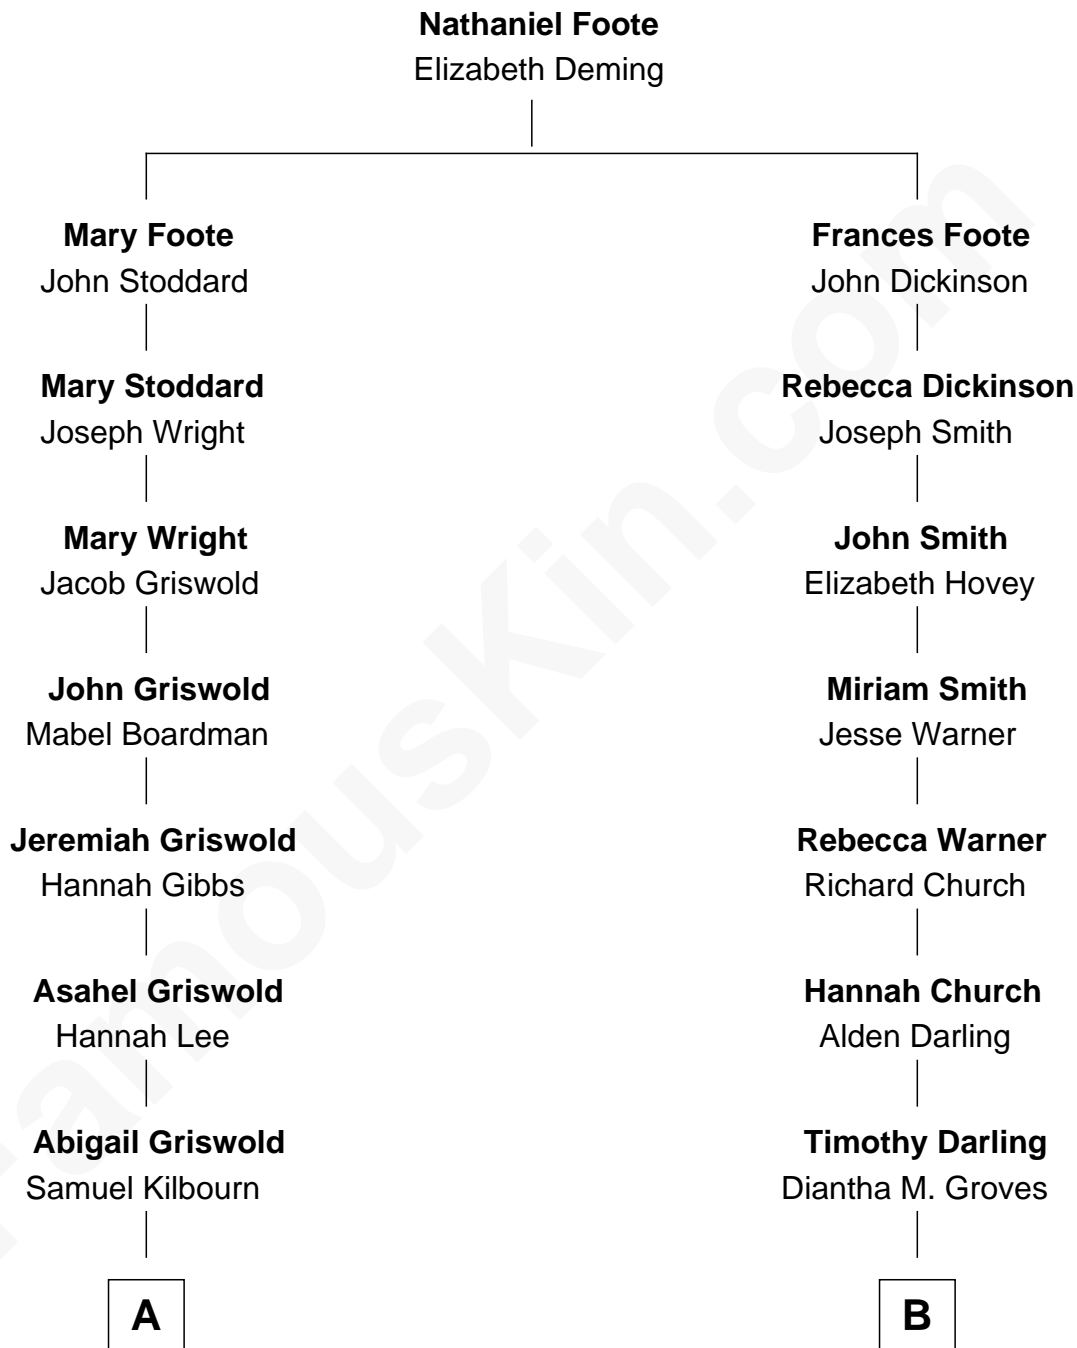 Nathaniel Foote
Elizabeth Deming
Mary Foote
John Stoddard
Frances Foote
John Dickinson
Mary Stoddard
Joseph Wright
Rebecca Dickinson
Joseph Smith
Mary Wright
Jacob Griswold
John Smith
Elizabeth Hovey
John Griswold
Mabel Boardman
Miriam Smith
Jesse Warner
Jeremiah Griswold
Hannah Gibbs
Rebecca Warner
Richard Church
Asahel Griswold
Hannah Lee
Hannah Church
Alden Darling
Abigail Griswold
Samuel Kilbourn
Timothy Darling
Diantha M. Groves
A
B
FamousKin.com